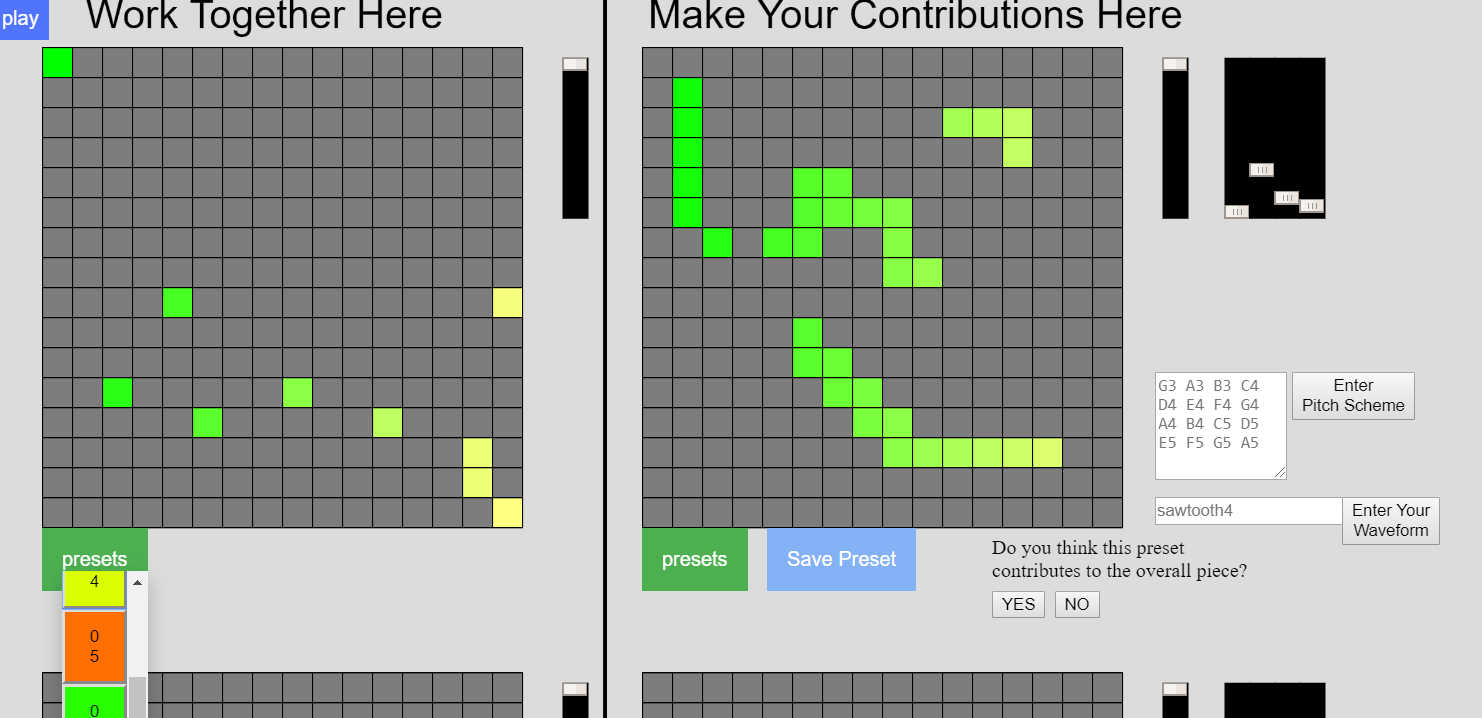 play
Work Together Here
Make Your Contributions Here
G3 A3 B3 C4
D4 E4 F4 G4
A4 B4 C5 D5
E5 F5 G5 A5
Enter
Pitch Scheme
sawtooth4
Enter Your
Waveform
presets
4
0
5
0
presets
Save Preset
Do you think this preset
contributes to the overall piece?
YES
NO